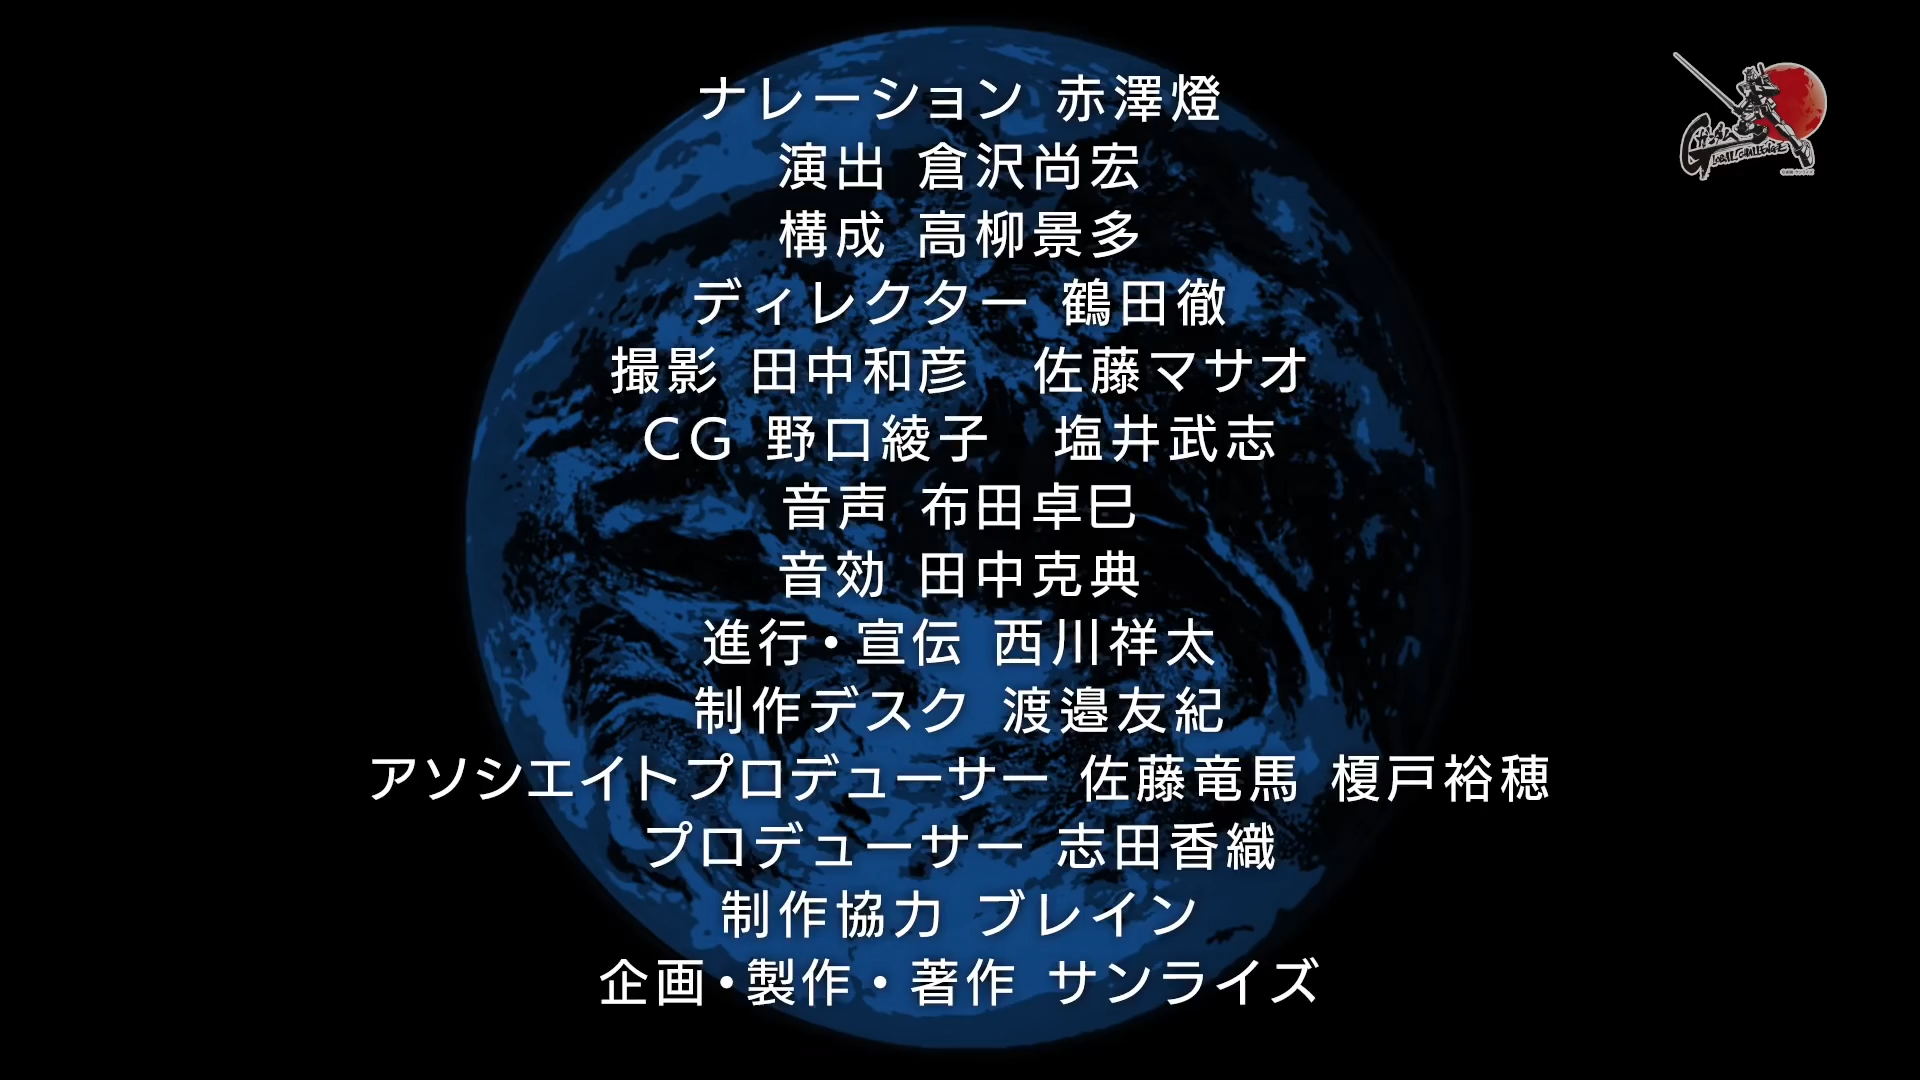 ナレーション 赤澤燈
演出 倉沢尚宏
構成 高柳景多
ディレクター 鶴田徹
撮影 田中和彦 佐藤マサオ
CG 野口綾子 塩井武志
音声 布田卓巳
音効 田中克典
進行・宣伝 西川祥太
制作デスク 渡邉友紀
アソシエイトプロデューサー 佐藤竜馬 榎戸裕穂
プロデューサー 志田香織
制作協力 ブレイン
企画・製作・著作 サンライズ
GLOBAL CHALLENGE